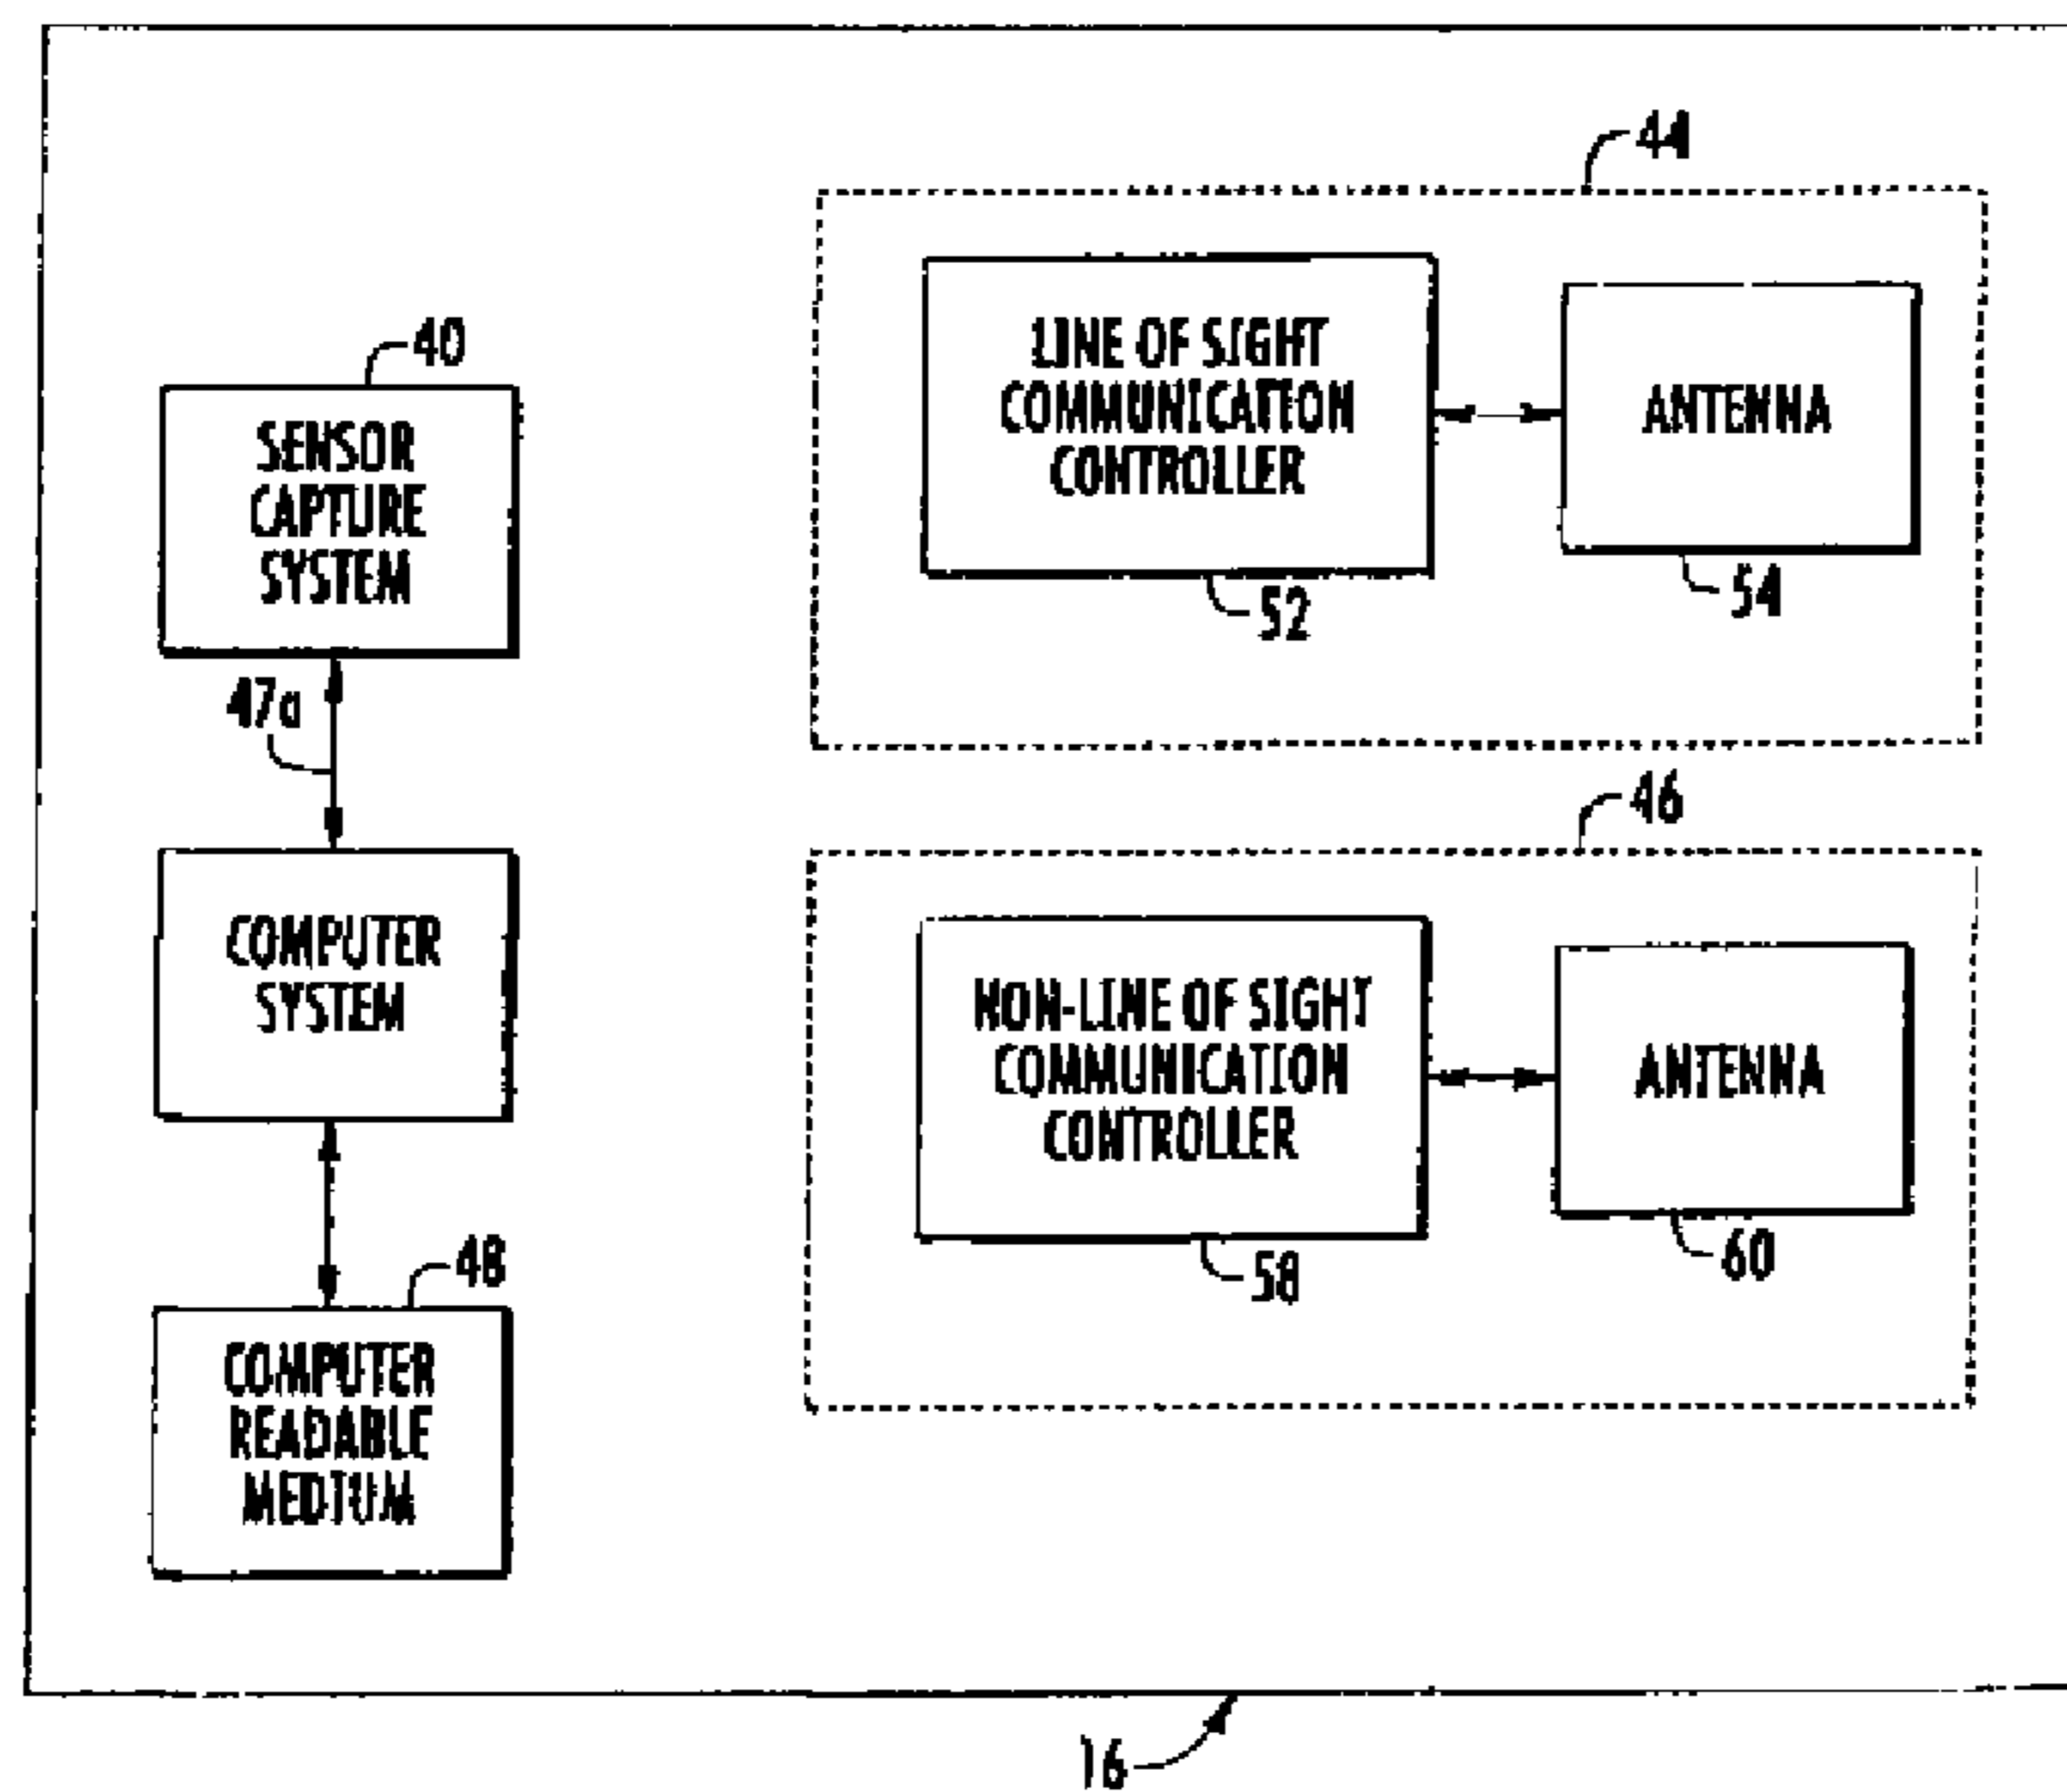 44
LINE OF SIGHT
COMMUNICATION
CONTROLLER
ANTENNA
52
54
40
SENSOR
CAPTURE
SYSTEM
47a
COMPUTER
SYSTEM
48
COMPUTER
READABLE
MEDIUM
46
NON-LINE OF SIGHT
COMMUNICATION
CONTROLLER
ANTENNA
58
60
16